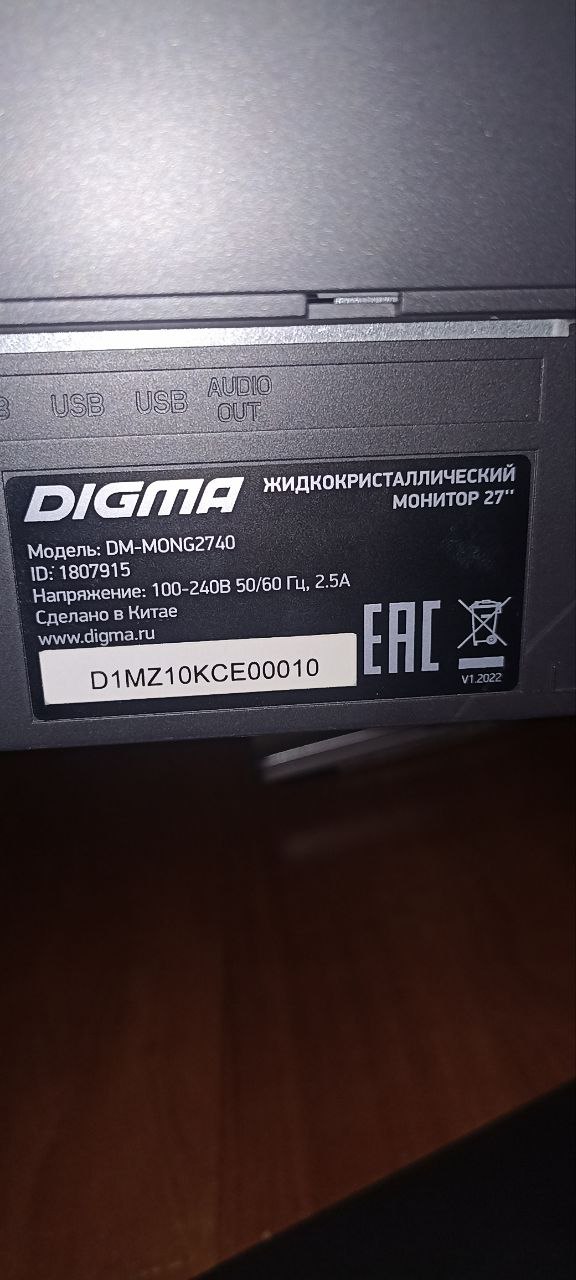 USB USB AUDIO
OUT
DIGMA
ЖИДКОКРИСТАЛЛИЧЕСКИЙ
МОНИТОР 27''
Модель: DM-MONG2740
ID: 1807915
Напряжение: 100-240В 50/60 Гц, 2.5А
Сделано в Китае
www.digma.ru
D1MZ10KCE00010
EAC
V1.2022